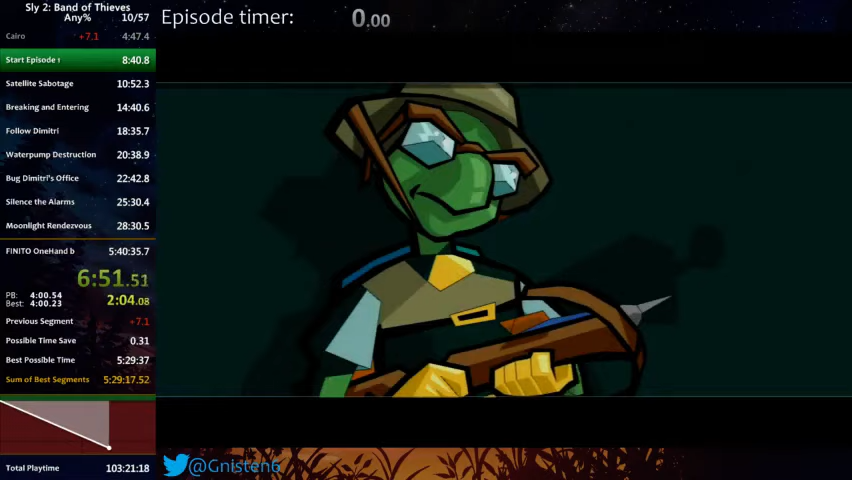 Sly 2: Band of Thieves
Any% 10/57
Episode timer: 0.00
Cairo +7.1 4:47.4
Start Episode 1 8:40.8
Satellite Sabotage 10:52.3
Breaking and Entering 14:40.6
Follow Dimitri 18:35.7
Waterpump Destruction 20:38.9
Bug Dimitri's Office 22:42.8
Silence the Alarms 25:30.4
Moonlight Rendezvous 28:30.5
FINITO OneHand b 5:40:35.7
6:51.51
PB: 4:00.54
Best: 4:00.23 2:04.08
Previous Segment +7.1
Possible Time Save 0.31
Best Possible Time 5:29:37
Sum of Best Segments 5:29:17.52
Total Playtime 103:21:18
@Gnisten6